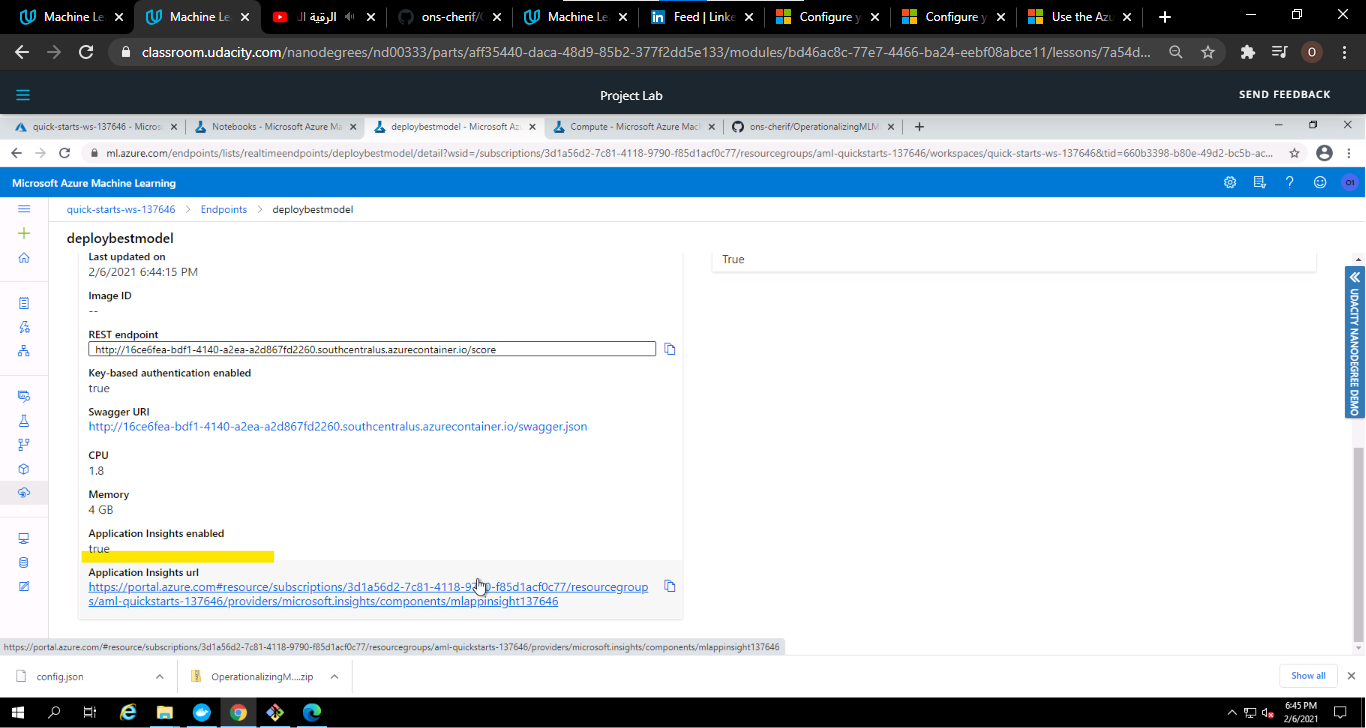 Machine Le
Machine Le
الرقية ال
ons-cherif/
Machine Le
Feed | Linke
Configure y
Configure y
Use the Azu
classroom.udacity.com/nanodegrees/nd00333/parts/aff35440-daca-48d9-85b2-377f2dd5e133/modules/bd46ac8c-77e7-4466-ba24-eebf08abce11/lessons/7a54d...
O
Project Lab
SEND FEEDBACK
quick-starts-ws-137646 - Micros
Notebooks - Microsoft Azure Ma
deploybestmodel - Microsoft Az
Compute - Microsoft Azure Mach
ons-cherif/OperationalizingMLM
ml.azure.com/endpoints/lists/realtimeendpoints/deploybestmodel/detail?wsid=/subscriptions/3d1a56d2-7c81-4118-9790-f85d1acf0c77/resourcegroups/aml-quickstarts-137646/workspaces/quick-starts-ws-137646&tid=660b3398-b80e-49d2-bc5b-ac...
Microsoft Azure Machine Learning
OI
quick-starts-ws-137646 > Endpoints > deploybestmodel
deploybestmodel
Last updated on
2/6/2021 6:44:15 PM
True
Image ID
--
REST endpoint
http://16ce6fea-bdf1-4140-a2ea-a2d867fd2260.southcentralus.azurecontainer.io/score
Key-based authentication enabled
true
Swagger URI
http://16ce6fea-bdf1-4140-a2ea-a2d867fd2260.southcentralus.azurecontainer.io/swagger.json
CPU
1.8
Memory
4 GB
Application Insights enabled
true
Application Insights url
https://portal.azure.com#resource/subscriptions/3d1a56d2-7c81-4118-9790-f85d1acf0c77/resourcegroup
s/aml-quickstarts-137646/providers/microsoft.insights/components/mlappinsight137646
UDACITY NANODEGREE DEMO
https://portal.azure.com/#resource/subscriptions/3d1a56d2-7c81-4118-9790-f85d1acf0c77/resourcegroups/aml-quickstarts-137646/providers/microsoft.insights/components/mlappinsight137646
config.json
OperationalizingM....zip
Show all
6:45 PM
2/6/2021